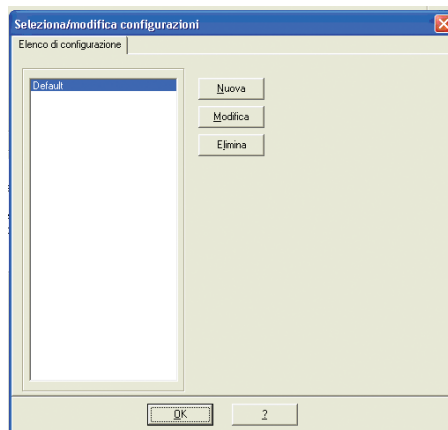 Seleziona/modifica configurazioni
Elenco di configurazione
Default
Nuova
Modifica
Elimina
OK
?